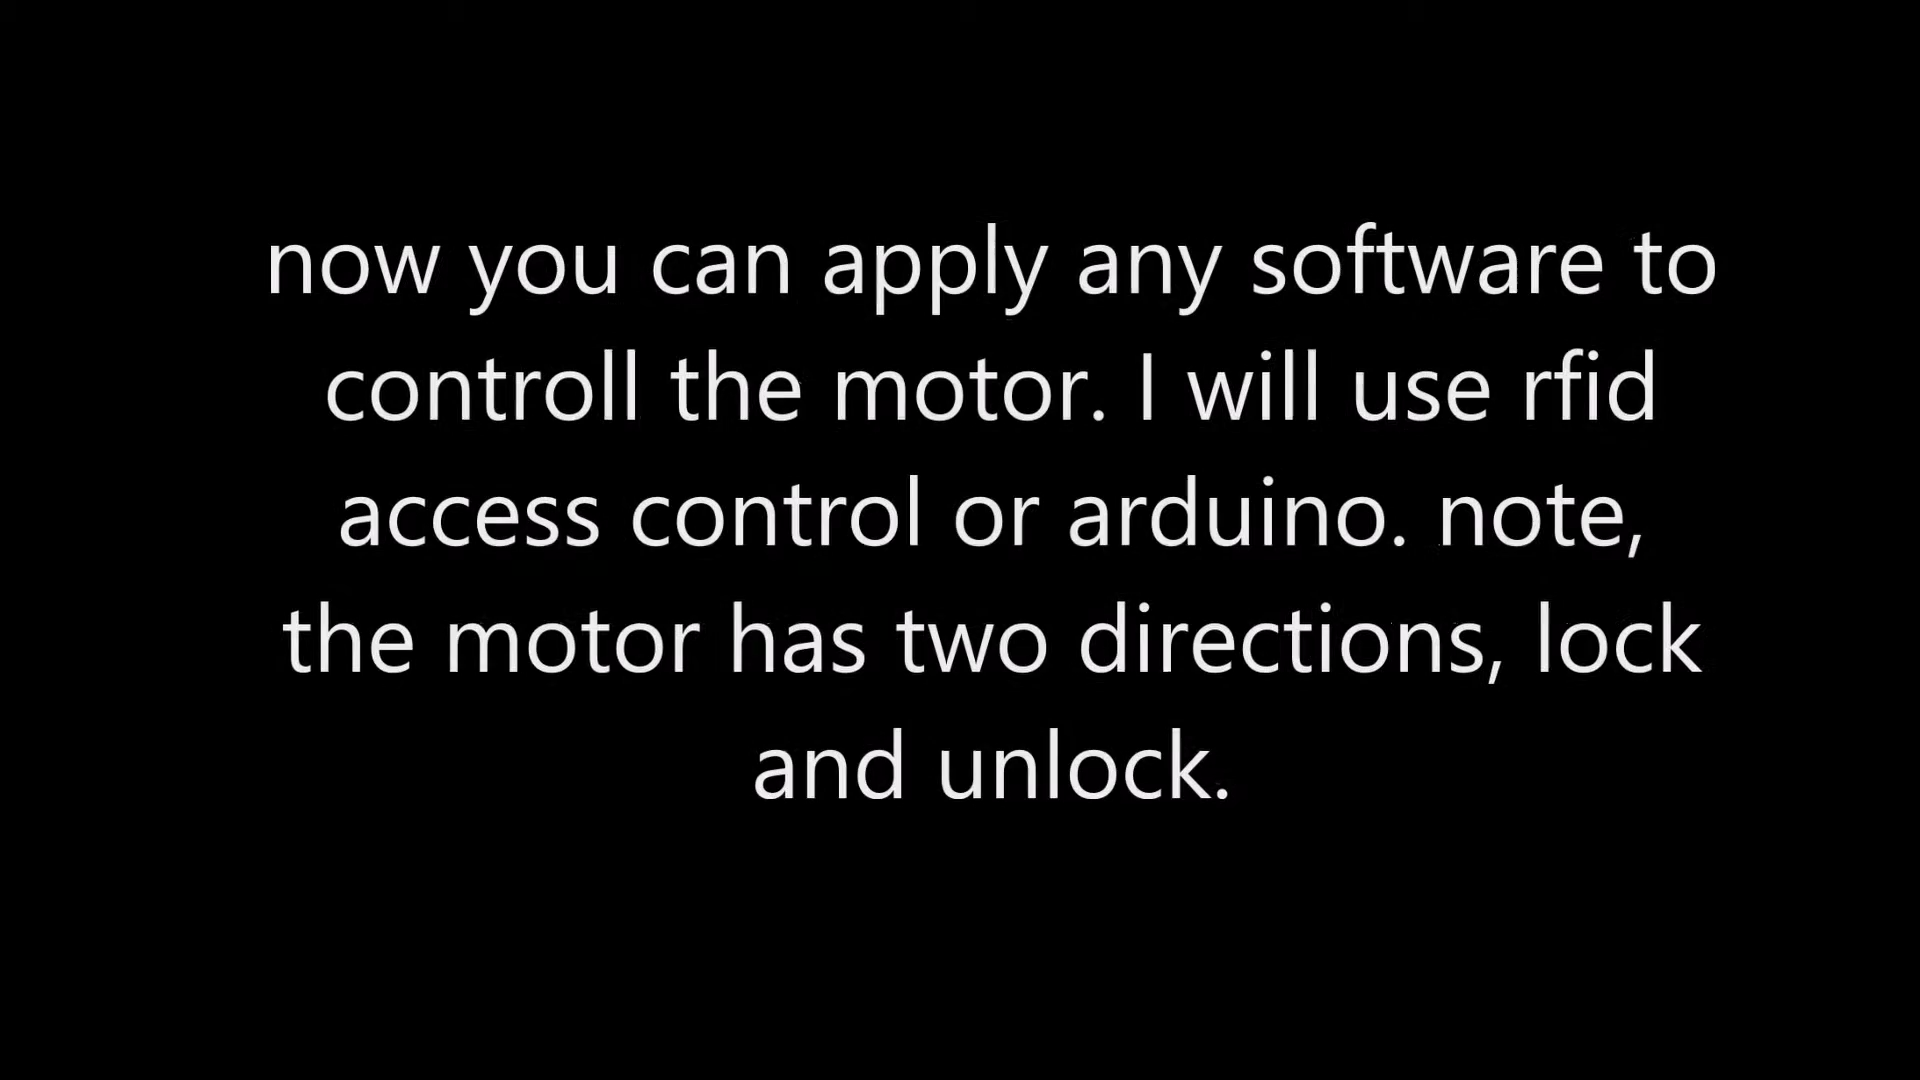 now you can apply any software to
controll the motor. I will use rfid
access control or arduino. note,
the motor has two directions, lock
and unlock.